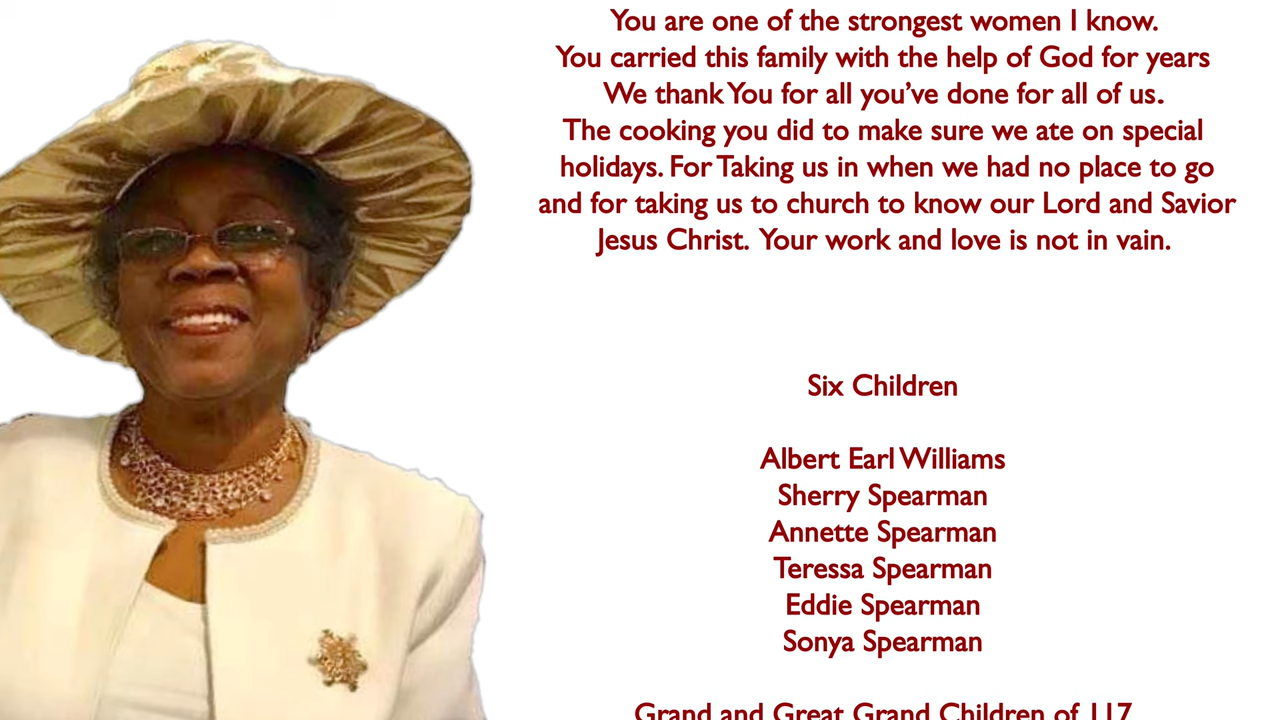 You are one of the strongest women I know.
You carried this family with the help of God for years
We thank You for all you've done for all of us.
The cooking you did to make sure we ate on special
holidays. For Taking us in when we had no place to go
and for taking us to church to know our Lord and Savior
Jesus Christ. Your work and love is not in vain.
Six Children
Albert Earl Williams
Sherry Spearman
Annette Spearman
Teressa Spearman
Eddie Spearman
Sonya Spearman
Grand and Great Grand Children of 117